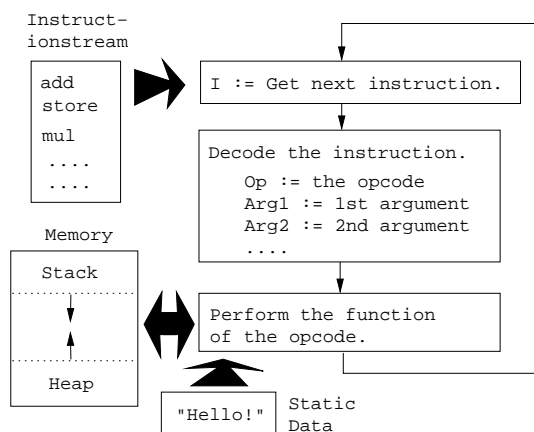 Instruct-
ionstream
add
store
mul
....
....
I := Get next instruction.
Decode the instruction.
Op := the opcode
Arg1 := 1st argument
Arg2 := 2nd argument
....
Memory
Stack
Heap
Perform the function
of the opcode.
"Hello!"
Static
Data